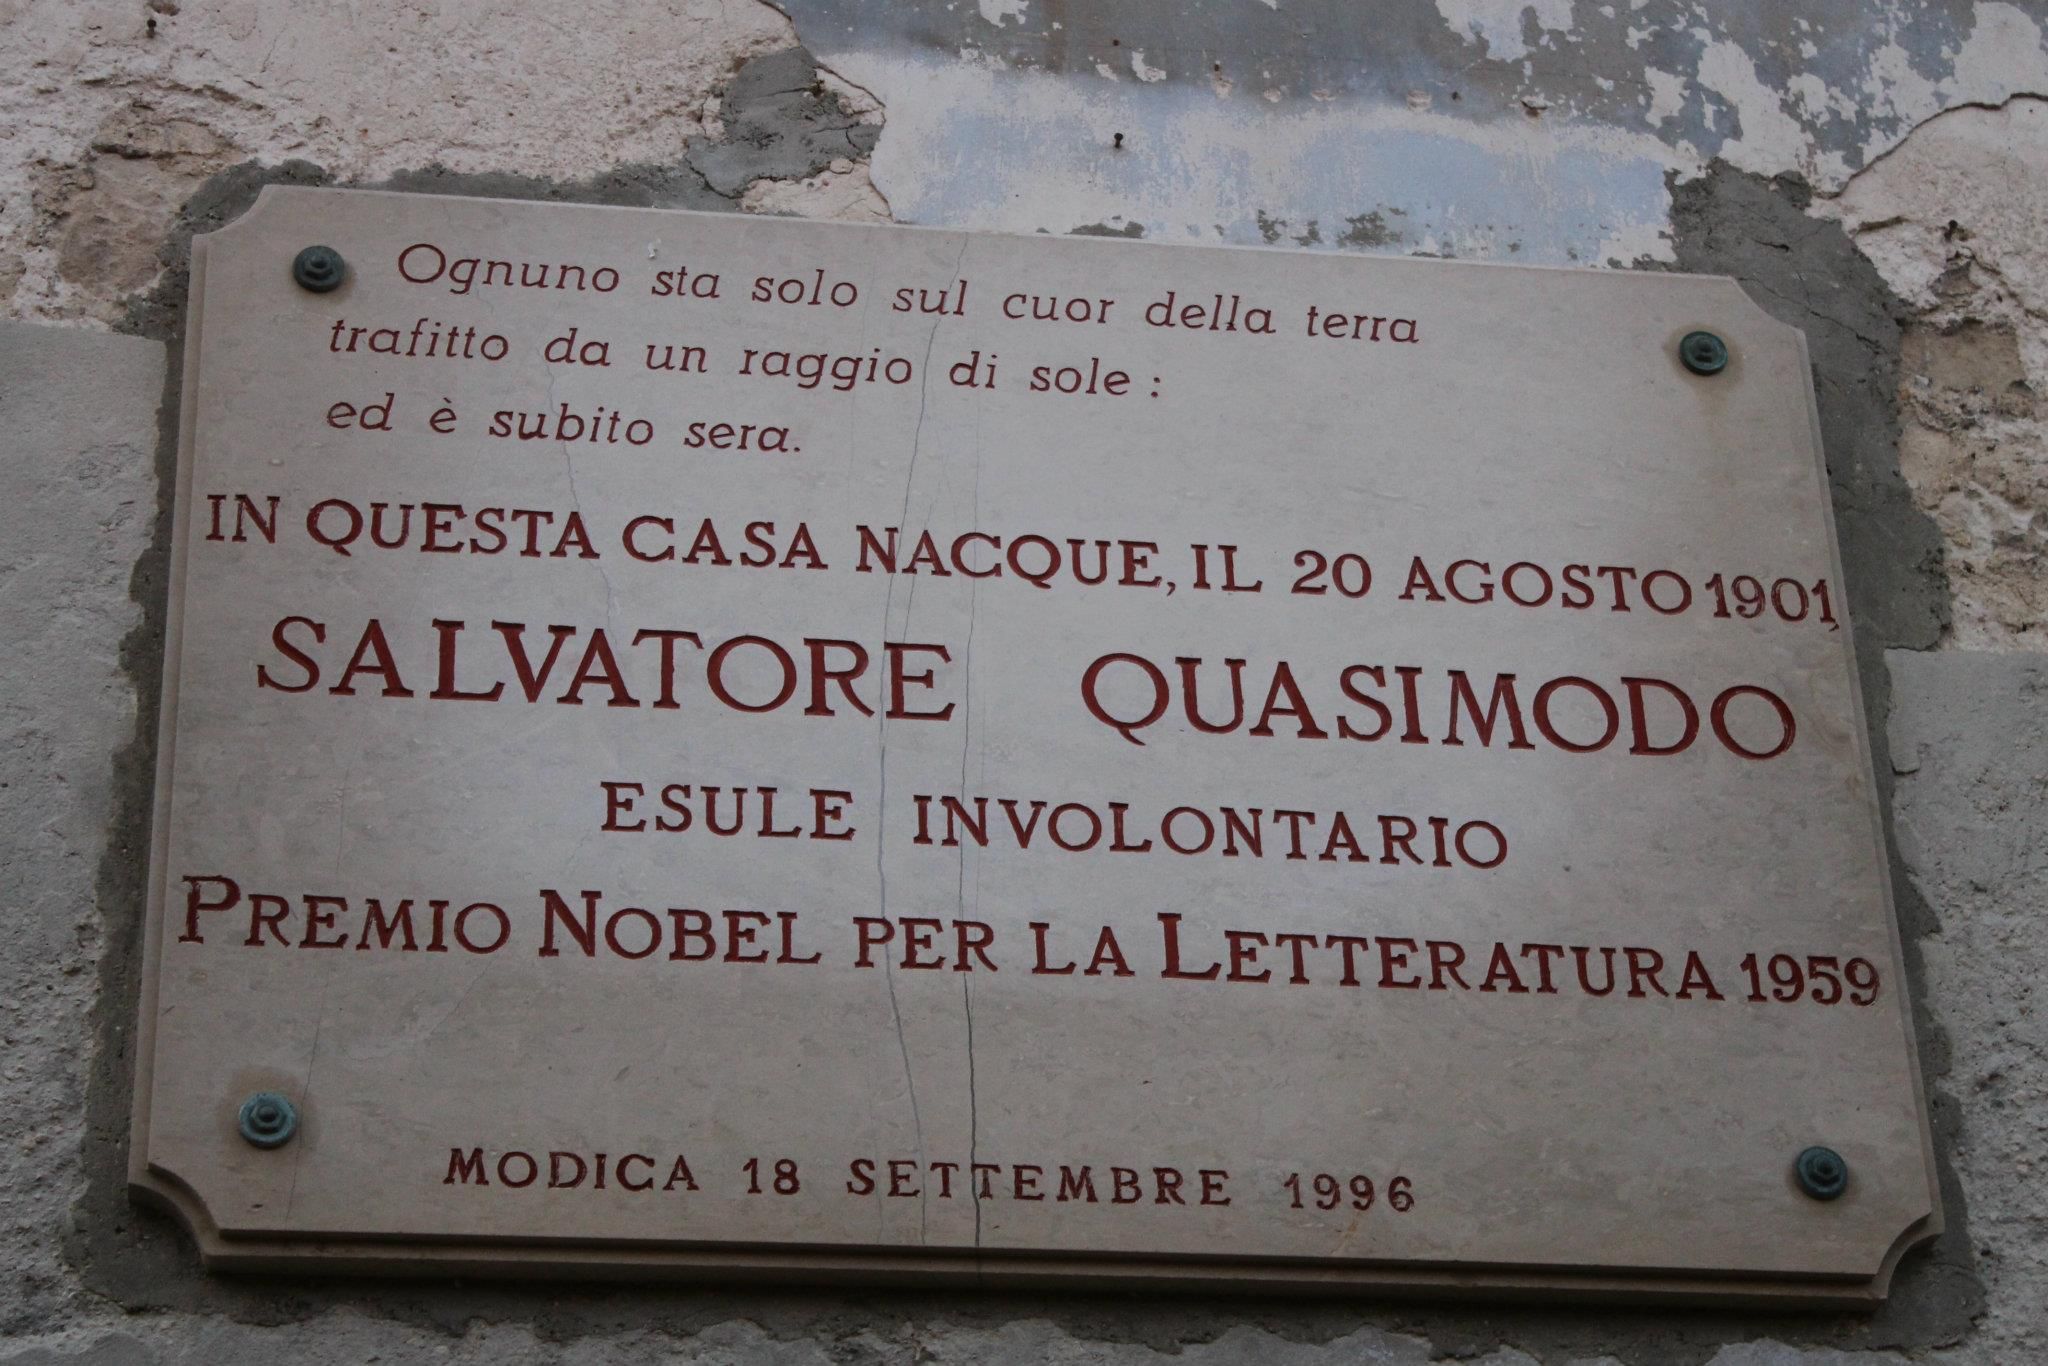 Ognuno sta solo sul cuor della terra
trafitto da un raggio di sole :
ed è subito sera.
IN QUESTA CASA NACQUE, IL 20 AGOSTO 1901,
SALVATORE QUASIMODO
ESULE INVOLONTARIO
PREMIO NOBEL PER LA LETTERATURA 1959
MODICA 18 SETTEMBRE 1996